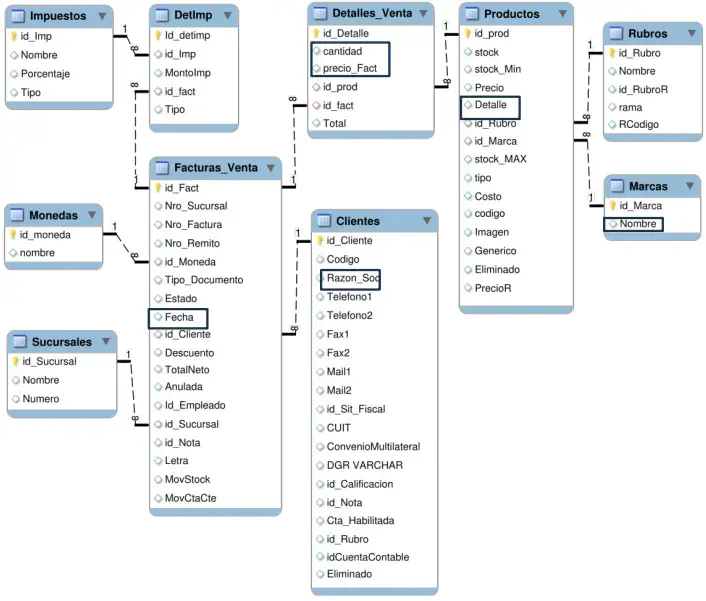 Impuestos
id_Imp
Nombre
Porcentaje
Tipo
DetImp
Id_detimp
id_Imp
MontoImp
id_fact
Tipo
Detalles_Venta
id_Detalle
cantidad
precio_Fact
id_prod
id_fact
Total
Productos
id_prod
stock
stock_Min
Precio
Detalle
id_Rubro
id_Marca
stock_MAX
tipo
Costo
codigo
Imagen
Generico
Eliminado
PrecioR
Rubros
id_Rubro
Nombre
id_RubroR
rama
RCodigo
Marcas
id_Marca
Nombre
Facturas_Venta
id_Fact
Nro_Sucursal
Nro_Factura
Nro_Remito
id_Moneda
Tipo_Documento
Estado
Fecha
id_Cliente
Descuento
TotalNeto
Anulada
Id_Empleado
id_Sucursal
id_Nota
Letra
MovStock
MovCtaCte
Monedas
id_moneda
nombre
Sucursales
id_Sucursal
Nombre
Numero
Clientes
id_Cliente
Codigo
Razon_Soc
Telefono1
Telefono2
Fax1
Fax2
Mail1
Mail2
id_Sit_Fiscal
CUIT
ConvenioMultilateral
DGR VARCHAR
id_Calificacion
id_Nota
Cta_Habilitada
id_Rubro
idCuentaContable
Eliminado
1
8
8
1
8
1
1
8
1
8
8
1
1
8
1
8
1
8